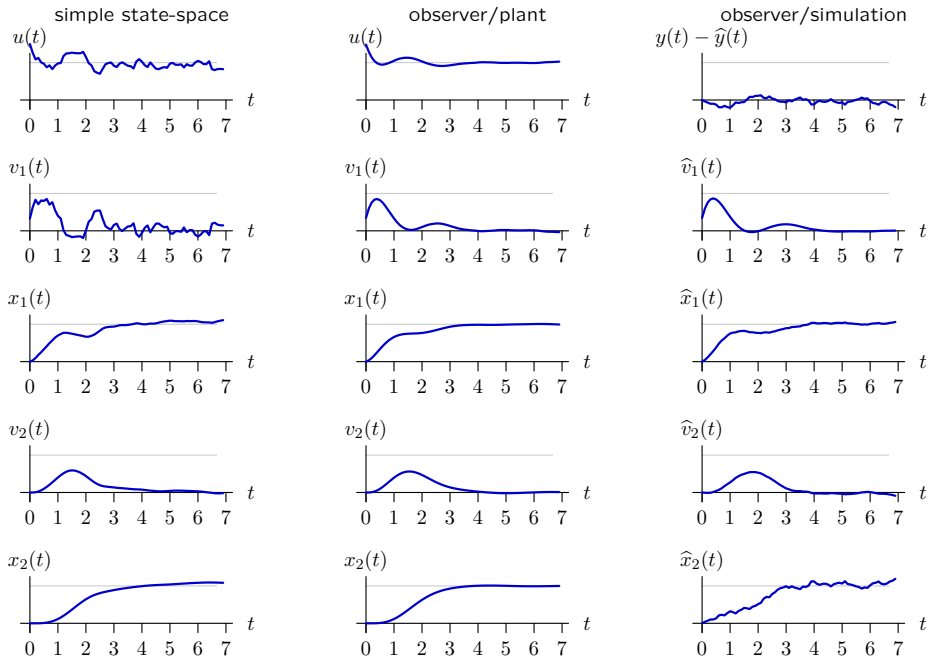 simple state-space observer/plant observer/simulation
u(t) u(t) y(t) − ŷ(t)
t t t
0 1 2 3 4 5 6 7 0 1 2 3 4 5 6 7 0 1 2 3 4 5 6 7
v₁(t) v₁(t) v̂₁(t)
t t t
0 1 2 3 4 5 6 7 0 1 2 3 4 5 6 7 0 1 2 3 4 5 6 7
x₁(t) x₁(t) x̂₁(t)
t t t
0 1 2 3 4 5 6 7 0 1 2 3 4 5 6 7 0 1 2 3 4 5 6 7
v₂(t) v₂(t) v̂₂(t)
t t t
0 1 2 3 4 5 6 7 0 1 2 3 4 5 6 7 0 1 2 3 4 5 6 7
x₂(t) x₂(t) x̂₂(t)
t t t
0 1 2 3 4 5 6 7 0 1 2 3 4 5 6 7 0 1 2 3 4 5 6 7